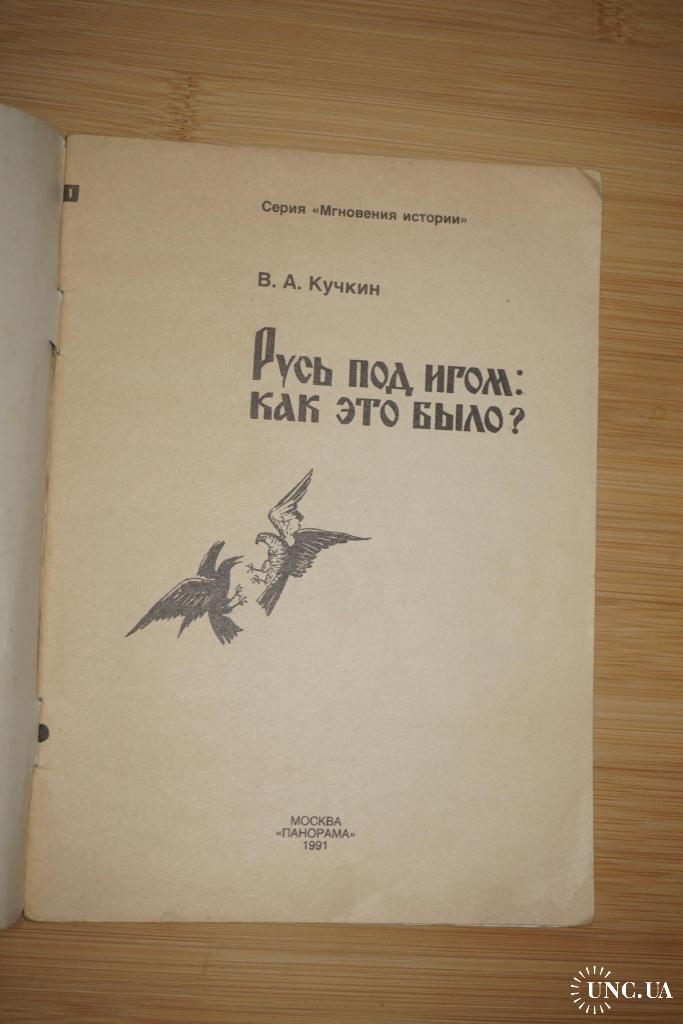 1
Серия «Мгновения истории»
В. А. Кучкин
Русь под игом:
как это было?
МОСКВА
«ПАНОРАМА»
1991
UNC.UA